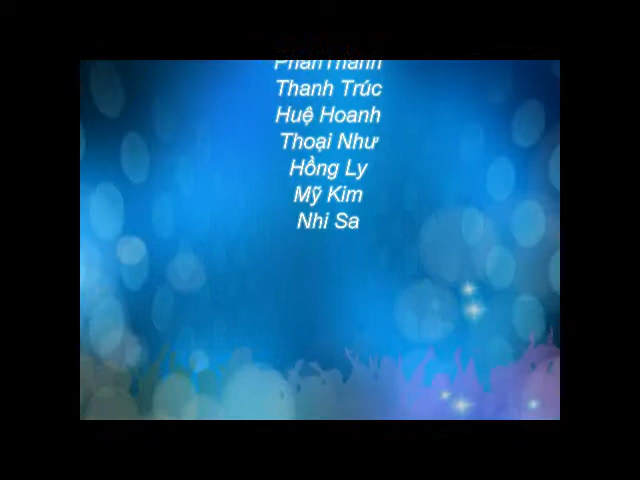 Thanh Trúc
Huệ Hoanh
Thoại Như
Hồng Ly
Mỹ Kim
Nhi Sa